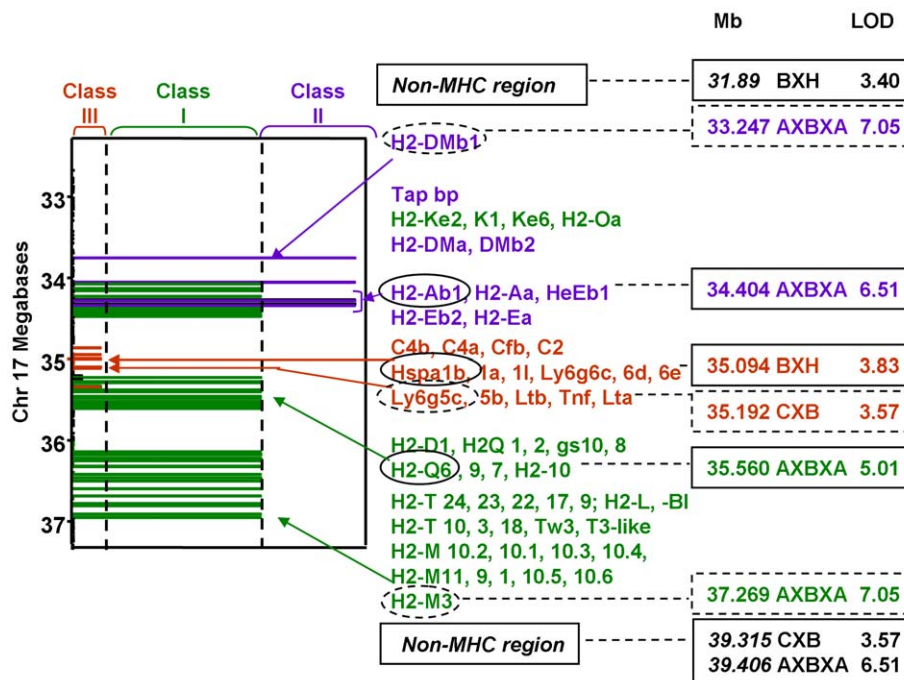 Mb LOD
Non-MHC region
31.89 BXH 3.40
Class III
Class I
Class II
H2-DMb1
33.247 AXBXA 7.05
Tap bp
H2-Ke2, K1, Ke6, H2-Oa
H2-DMa, DMb2
H2-Ab1, H2-Aa, HeEb1
34.404 AXBXA 6.51
H2-Eb2, H2-Ea
C4b, C4a, Cfb, C2
Hspa1b, 1a, 1l, Ly6g6c, 6d, 6e
35.094 BXH 3.83
Ly6g5c, 5b, Ltb, Tnf, Lta
35.192 CXB 3.57
H2-D1, H2Q 1, 2, gs10, 8
H2-Q6, 9, 7, H2-10
35.560 AXBXA 5.01
H2-T 24, 23, 22, 17, 9; H2-L, -Bl
H2-T 10, 3, 18, Tw3, T3-like
H2-M 10.2, 10.1, 10.3, 10.4,
H2-M11, 9, 1, 10.5, 10.6
H2-M3
37.269 AXBXA 7.05
Non-MHC region
39.315 CXB 3.57
39.406 AXBXA 6.51
Chr 17 Megabases
33
34
35
36
37